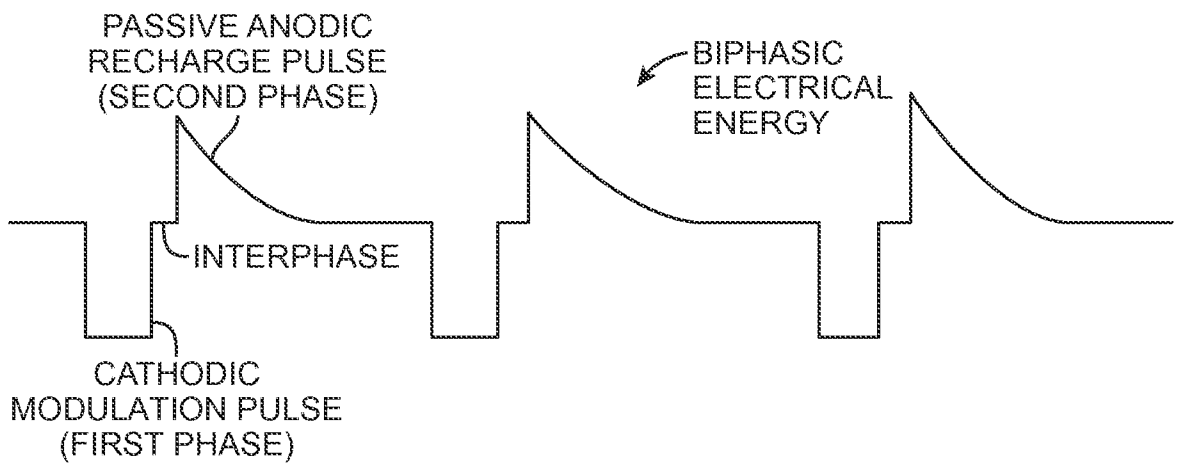 PASSIVE ANODIC
RECHARGE PULSE
(SECOND PHASE)
BIPHASIC
ELECTRICAL
ENERGY
INTERPHASE
CATHODIC
MODULATION PULSE
(FIRST PHASE)